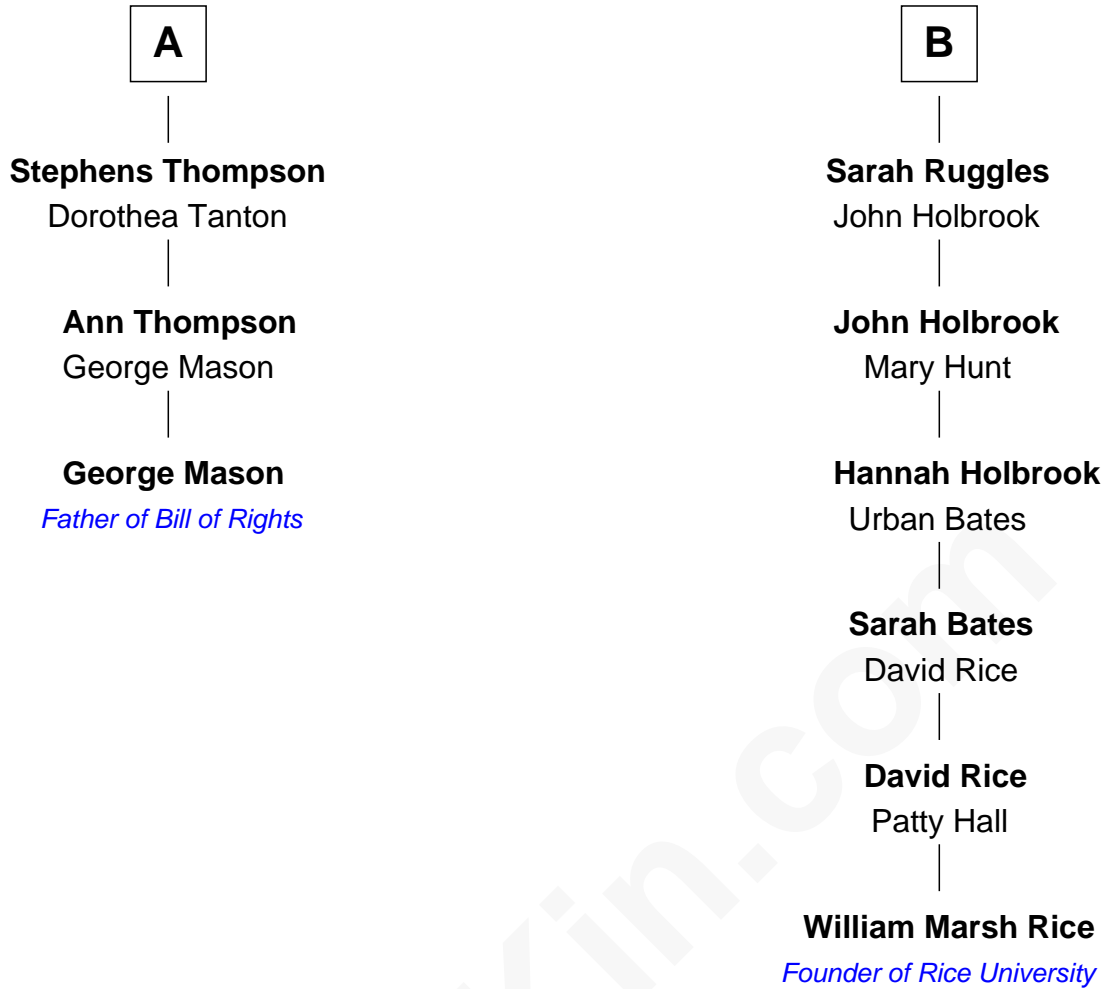 A
Stephens Thompson
Dorothea Tanton
Ann Thompson
George Mason
George Mason
Father of Bill of Rights
B
Sarah Ruggles
John Holbrook
John Holbrook
Mary Hunt
Hannah Holbrook
Urban Bates
Sarah Bates
David Rice
David Rice
Patty Hall
William Marsh Rice
Founder of Rice University
Kin.com